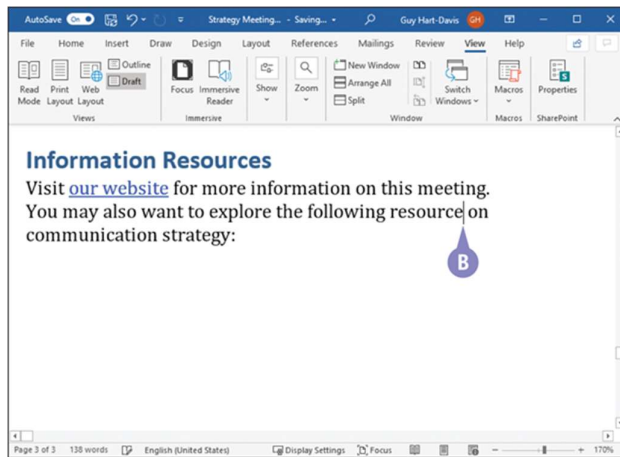 AutoSave On Strategy Meeting... - Saving... Guy Hart-Davis GH
File Home Insert Draw Design Layout References Mailings Review View Help
Read Mode
Print Layout
Web Layout
Outline
Draft
Views
Focus
Immersive Reader
Immersive
Show
Zoom
New Window
Arrange All
Split
Switch Windows
Window
Macros
Macros
Properties
SharePoint
Information Resources
Visit our website for more information on this meeting.
You may also want to explore the following resource on
communication strategy:
B
Page 3 of 3 138 words English (United States) Display Settings Focus 170%